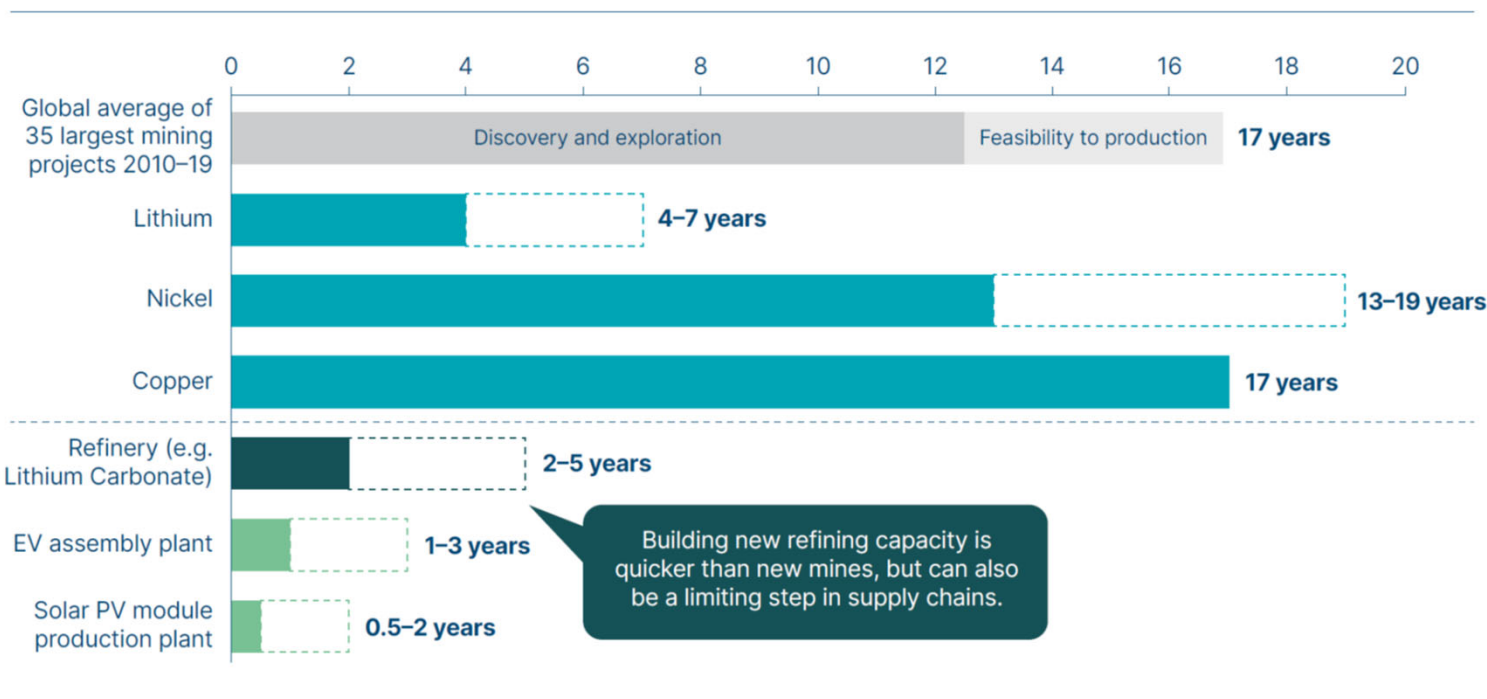 0 2 4 6 8 10 12 14 16 18 20
Global average of
35 largest mining
projects 2010–19
Discovery and exploration
Feasibility to production
17 years
Lithium
4–7 years
Nickel
13–19 years
Copper
17 years
Refinery (e.g.
Lithium Carbonate)
2–5 years
EV assembly plant
1–3 years
Building new refining capacity is
quicker than new mines, but can also
be a limiting step in supply chains.
Solar PV module
production plant
0.5–2 years